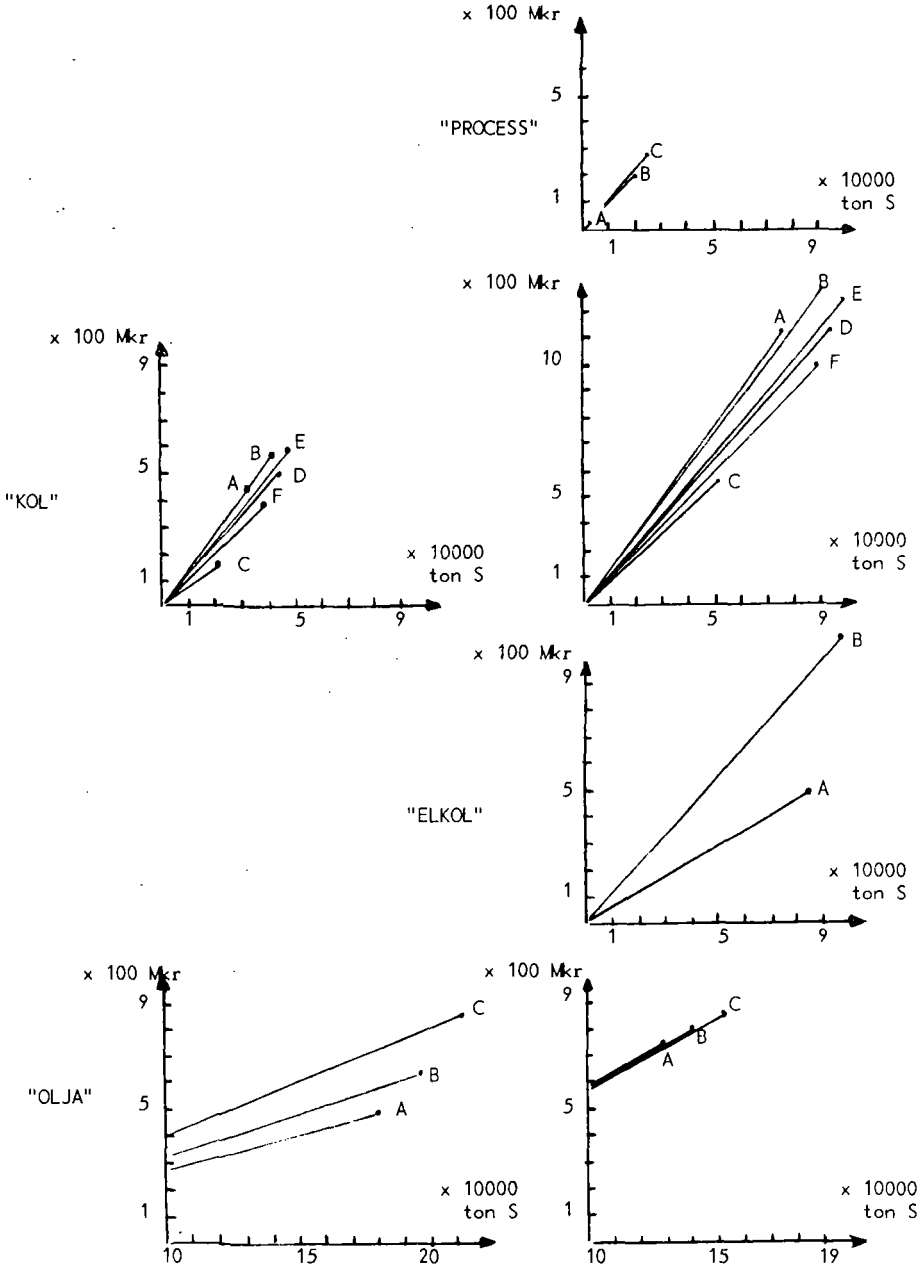 × 100 Mkr
5
"PROCESS"
C
B
× 10000
ton S
1
A
1 5 9
× 100 Mkr
B
E
A
D
10
F
C
5
× 10000
ton S
1
1 5 9
× 100 Mkr
9
B
E
5
A
D
F
"KOL"
× 10000
ton S
C
1
1 5 9
× 100 Mkr
B
9
5
A
"ELKOL"
× 10000
ton S
1
1 5 9
× 100 Mkr
9
C
B
"OLJA"
5
A
× 10000
ton S
1
10 15 20
× 100 Mkr
9
C
B
A
5
× 10000
ton S
1
10 15 19